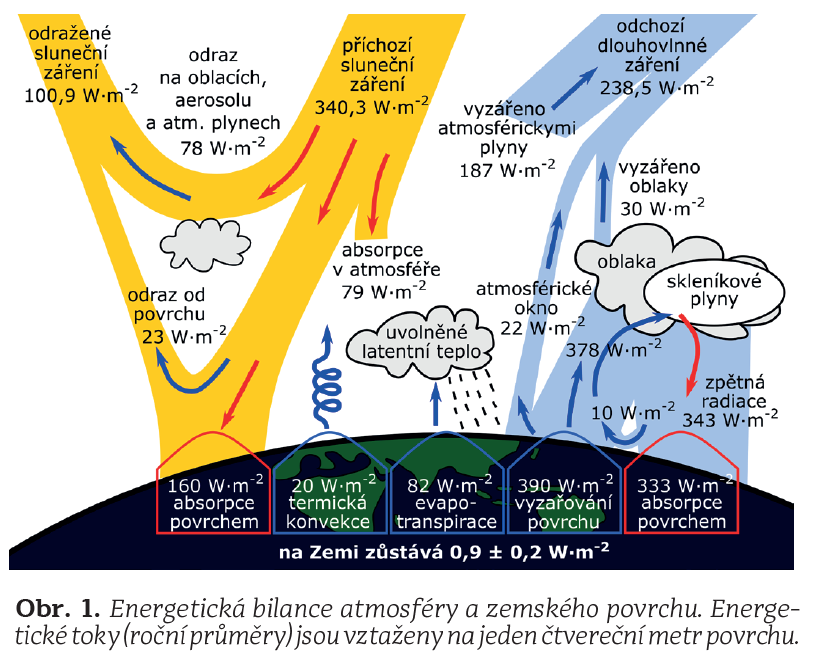 odražené
sluneční
záření
100,9 W·m⁻²
odraz
na oblacích,
aerosolu
a atm. plynech
78 W·m⁻²
příchozí
sluneční
záření
340,3 W·m⁻²
odchozí
dlouhovlnné
záření
238,5 W·m⁻²
vyzářeno
atmosférickymi
plyny
187 W·m⁻²
vyzářeno
oblaky
30 W·m⁻²
absorpce
v atmosféře
79 W·m⁻²
oblaka
skleníkové
plyny
odraz od
povrchu
23 W·m⁻²
uvolněné
latentní teplo
atmosférické
okno
22 W·m⁻²
378 W·m⁻²
zpětná
radiace
343 W·m⁻²
10 W·m⁻²
160 W·m⁻²
absorpce
povrchem
20 W·m⁻²
termická
konvekce
82 W·m⁻²
evapo-
transpirace
390 W·m⁻²
vyzařování
povrchu
333 W·m⁻²
absorpce
povrchem
na Zemi zůstává 0,9 ± 0,2 W·m⁻²
Obr. 1. Energetická bilance atmosféry a zemského povrchu. Energe-
tické toky (roční průměry) jsou vztaženy na jeden čtvereční metr povrchu.